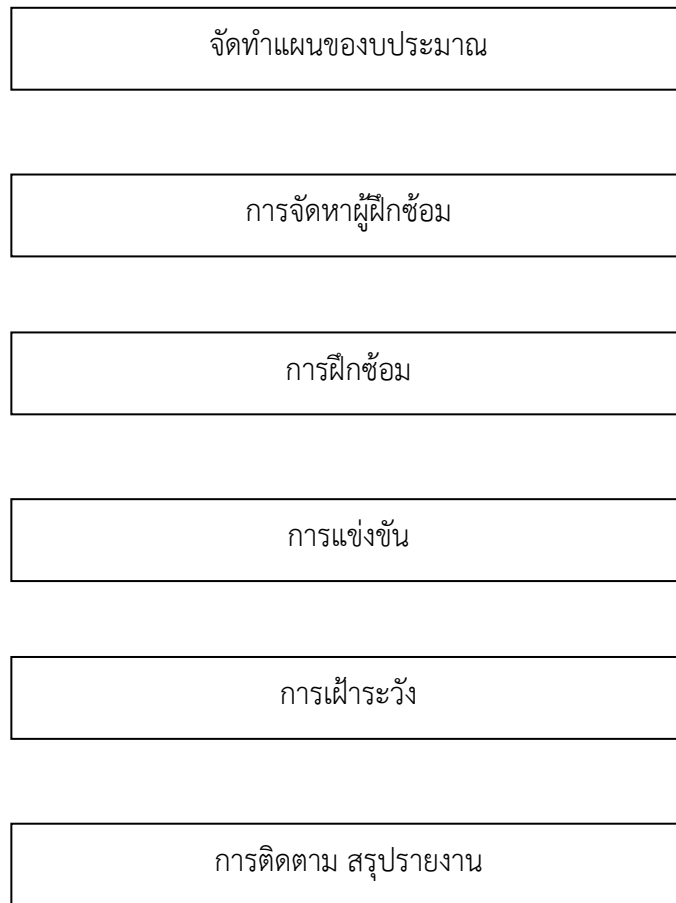 จัดทำแผนของบประมาณ
การจัดหาผู้ฝึกซ้อม
การฝึกซ้อม
การแข่งขัน
การเฝ้าระวัง
การติดตาม สรุปรายงาน